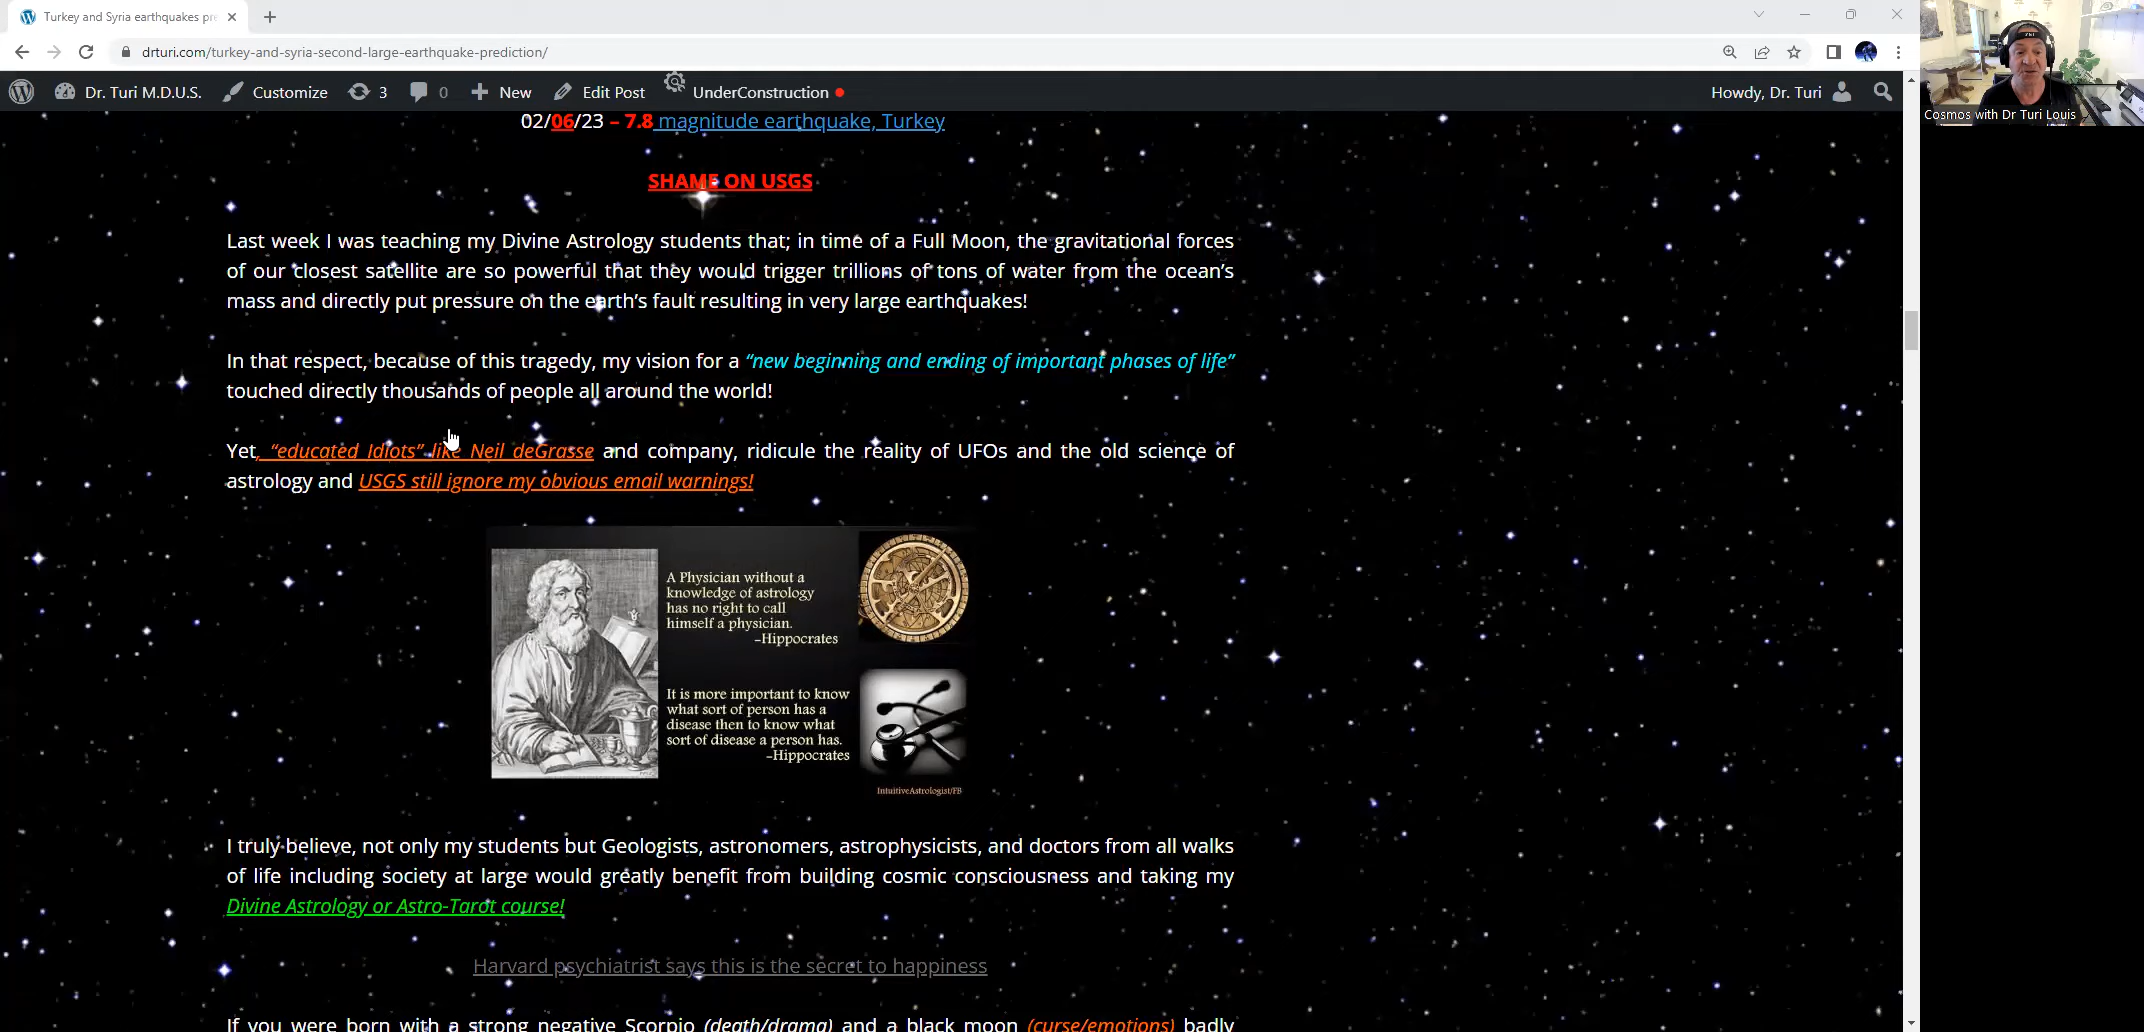 Turkey and Syria earthquakes pre
drturi.com/turkey-and-syria-second-large-earthquake-prediction/
Dr. Turi M.D.U.S. Customize 3 0 New Edit Post UnderConstruction Howdy, Dr. Turi
Cosmos with Dr Turi Louis
02/06/23 – 7.8 magnitude earthquake, Turkey
SHAME ON USGS
Last week I was teaching my Divine Astrology students that; in time of a Full Moon, the gravitational forces
of our closest satellite are so powerful that they would trigger trillions of tons of water from the ocean’s
mass and directly put pressure on the earth’s fault resulting in very large earthquakes!
In that respect, because of this tragedy, my vision for a “new beginning and ending of important phases of life”
touched directly thousands of people all around the world!
Yet, “educated Idiots” like Neil deGrasse and company, ridicule the reality of UFOs and the old science of
astrology and USGS still ignore my obvious email warnings!
A Physician without a
knowledge of astrology
has no right to call
himself a physician.
–Hippocrates
It is more important to know
what sort of person has a
disease then to know what
sort of disease a person has.
–Hippocrates
IntuitiveAstrologist/FB
I truly believe, not only my students but Geologists, astronomers, astrophysicists, and doctors from all walks
of life including society at large would greatly benefit from building cosmic consciousness and taking my
Divine Astrology or Astro-Tarot course!
Harvard psychiatrist says this is the secret to happiness
If you were born with a strong negative Scorpio (death/drama) and a black moon (curse/emotions) badly